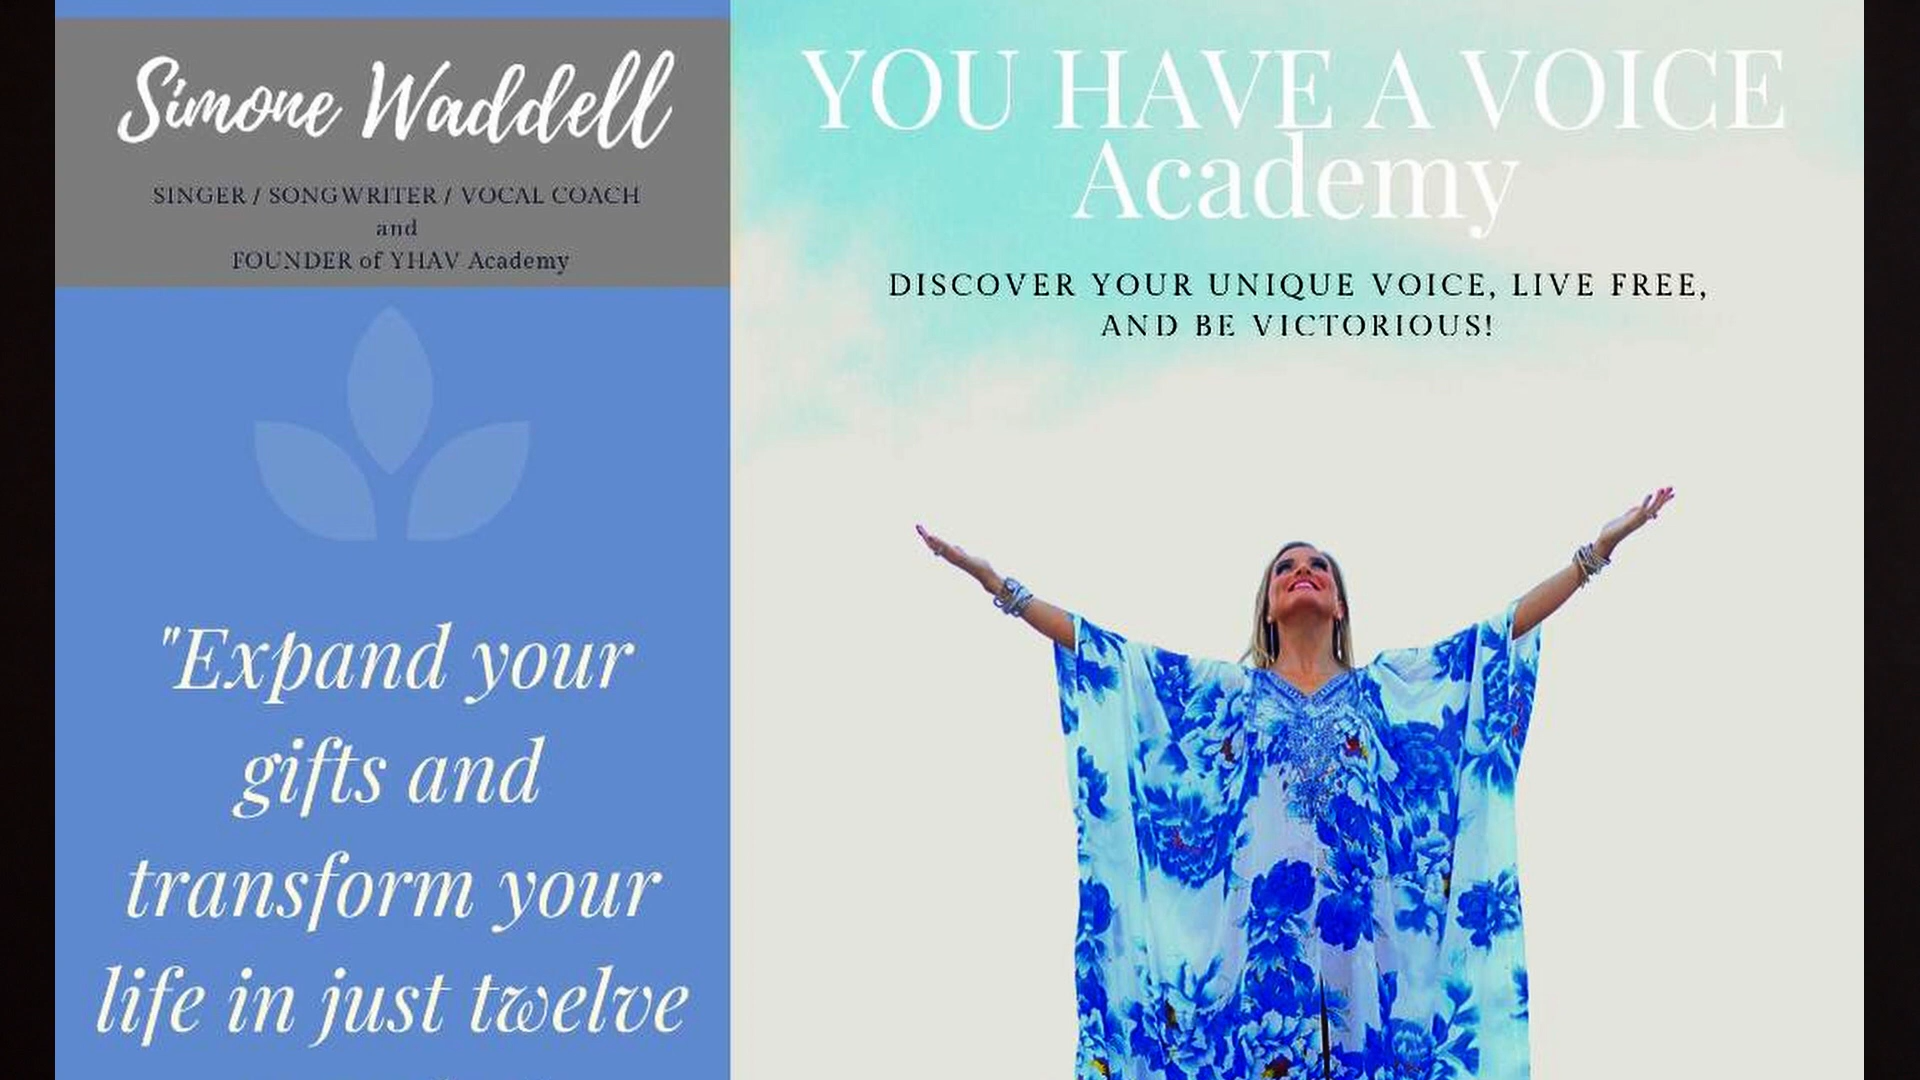 Simone Waddell
SINGER / SONGWRITER / VOCAL COACH
and
FOUNDER of YHAV Academy
"Expand your
gifts and
transform your
life in just twelve
YOU HAVE A VOICE
Academy
DISCOVER YOUR UNIQUE VOICE, LIVE FREE,
AND BE VICTORIOUS!